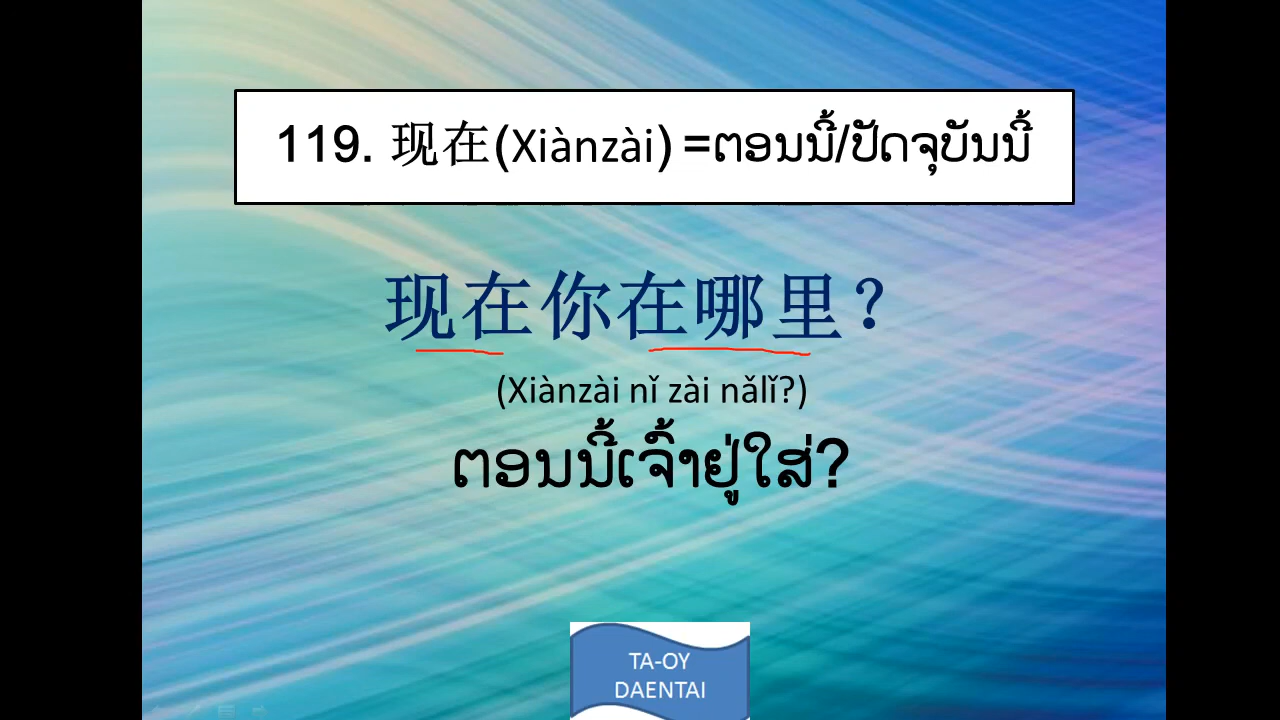 119. 现在(Xiànzài) =ຕອນນີ້/ປັດຈຸບັນນີ້
现在你在哪里？
(Xiànzài nǐ zài nǎlǐ?)
ຕອນນີ້ເຈົ້າຢູ່ໃສ່?
TA-OY
DAENTAI